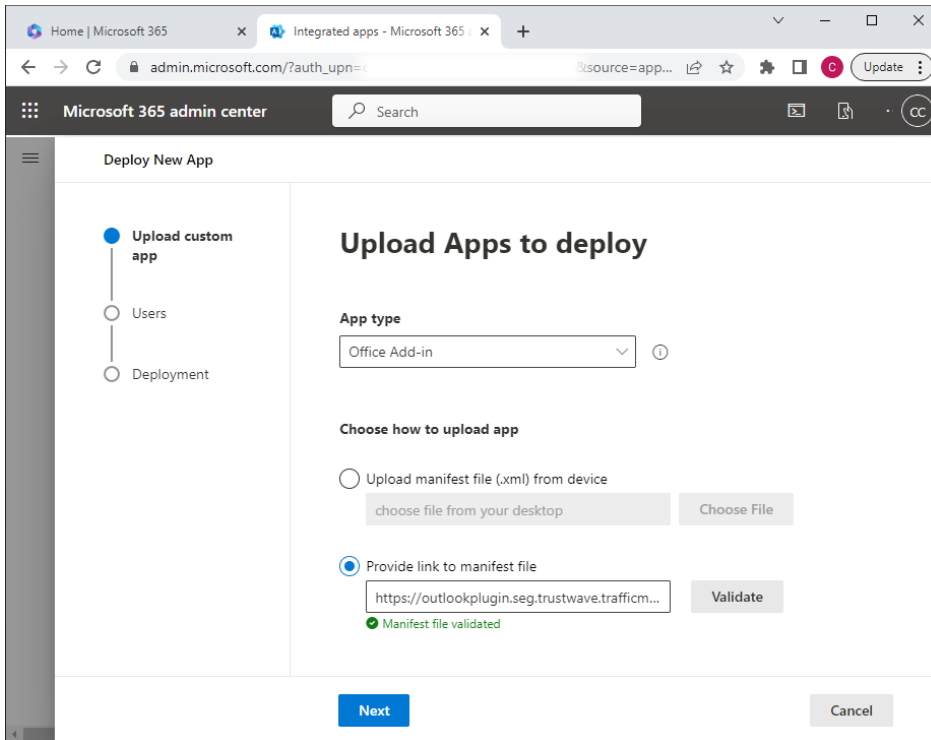 Home | Microsoft 365
Integrated apps - Microsoft 365
admin.microsoft.com/?auth_upn=
&source=app...
Update
C
Microsoft 365 admin center
Search
CC
Deploy New App
Upload custom
app
Users
Deployment
Upload Apps to deploy
App type
Office Add-in
Choose how to upload app
Upload manifest file (.xml) from device
choose file from your desktop
Choose File
Provide link to manifest file
https://outlookplugin.seg.trustwave.trafficm...
Validate
Manifest file validated
Next
Cancel